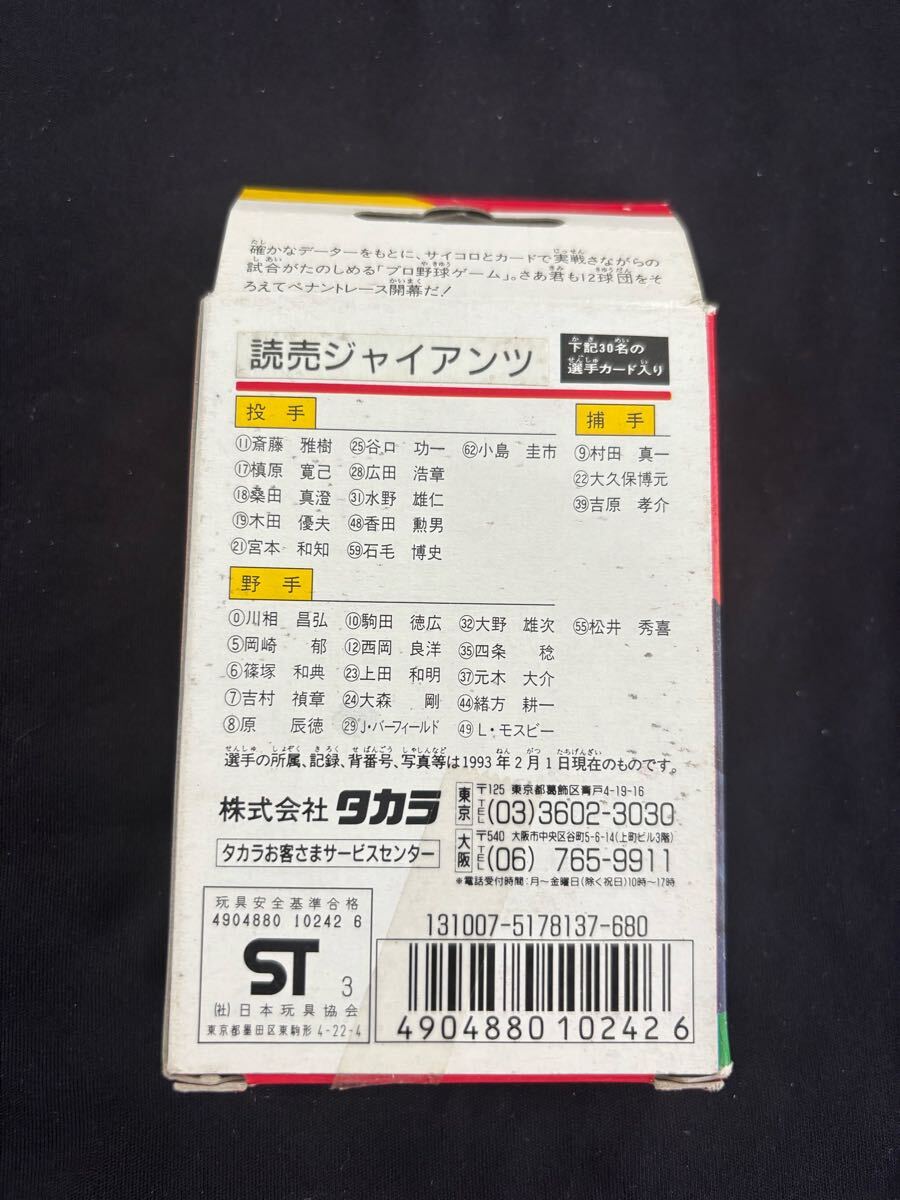 確かなデーターをもとに、サイコロとカードで実戦さながらの
試合がたのしめる「プロ野球ゲーム」。さあ君も12球団をそ
ろえてペナントレース開幕だ!
読売ジャイアンツ
下記30名の
選手カード入り
投手
捕手
⑪斎藤 雅樹 ㉕谷口 功一 62小島 圭市 ⑨村田 真一
⑰槙原 寛己 ㉘広田 浩章 ㉒大久保博元
⑱桑田 真澄 ㉛水野 雄仁 ㊴吉原 孝介
⑲木田 優夫 ㊽香田 勲男
㉑宮本 和知 59石毛 博史
野手
⓪川相 昌弘 ⑩駒田 徳広 ㉜大野 雄次 55松井 秀喜
⑤岡崎 郁 ⑫西岡 良洋 ㉟四条 稔
⑥篠塚 和典 ㉓上田 和明 ㊲元木 大介
⑦吉村 禎章 ㉔大森 剛 ㊹緒方 耕一
⑧原 辰徳 ㉙J・バーフィールド ㊾L・モスビー
選手の所属、記録、背番号、写真等は1993年2月1日現在のものです。
株式会社 タカラ
タカラお客さまサービスセンター
東京 〒125 東京都葛飾区青戸4-19-16
TEL (03)3602-3030
大阪 〒540 大阪市中央区谷町5-6-14(上町ビル3階)
TEL (06) 765-9911
*電話受付時間:月~金曜日(除く祝日)10時~17時
玩具安全基準合格
4904880 10242 6
ST 3
(社)日本玩具協会
東京都墨田区東駒形4-22-4
131007-5178137-680
4904880102426